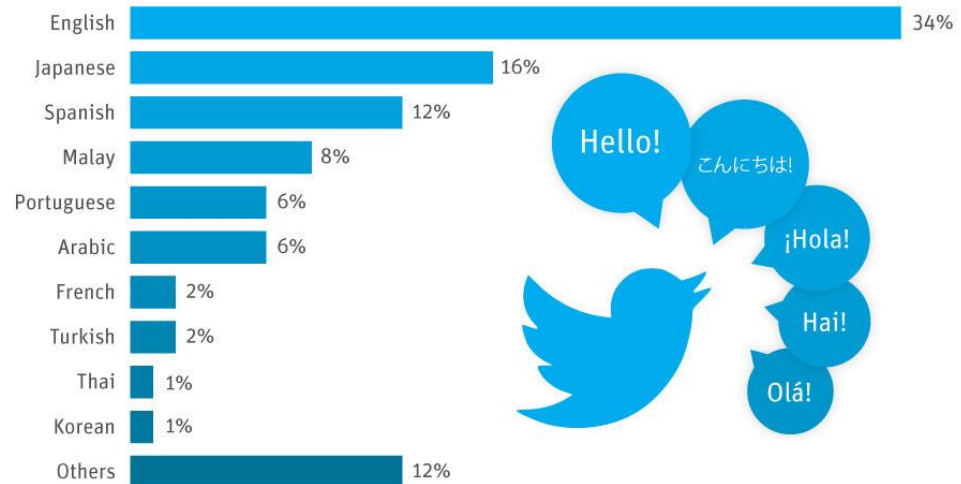 English 34%
Japanese 16%
Spanish 12%
Malay 8%
Portuguese 6%
Arabic 6%
French 2%
Turkish 2%
Thai 1%
Korean 1%
Others 12%
Hello!
こんにちは!
¡Hola!
Hai!
Olá!